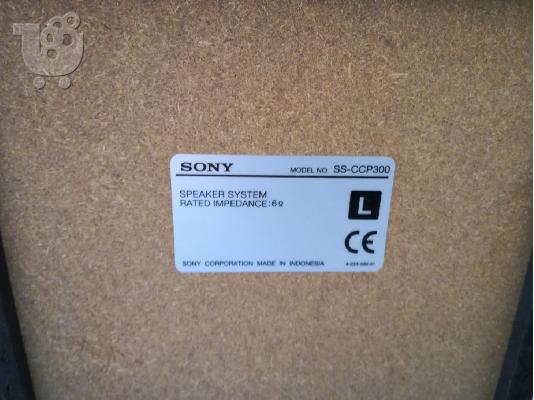 SONY MODEL NO. SS-CCP300
SPEAKER SYSTEM
RATED IMPEDANCE:6Ω
L
CE
SONY CORPORATION MADE IN INDONESIA